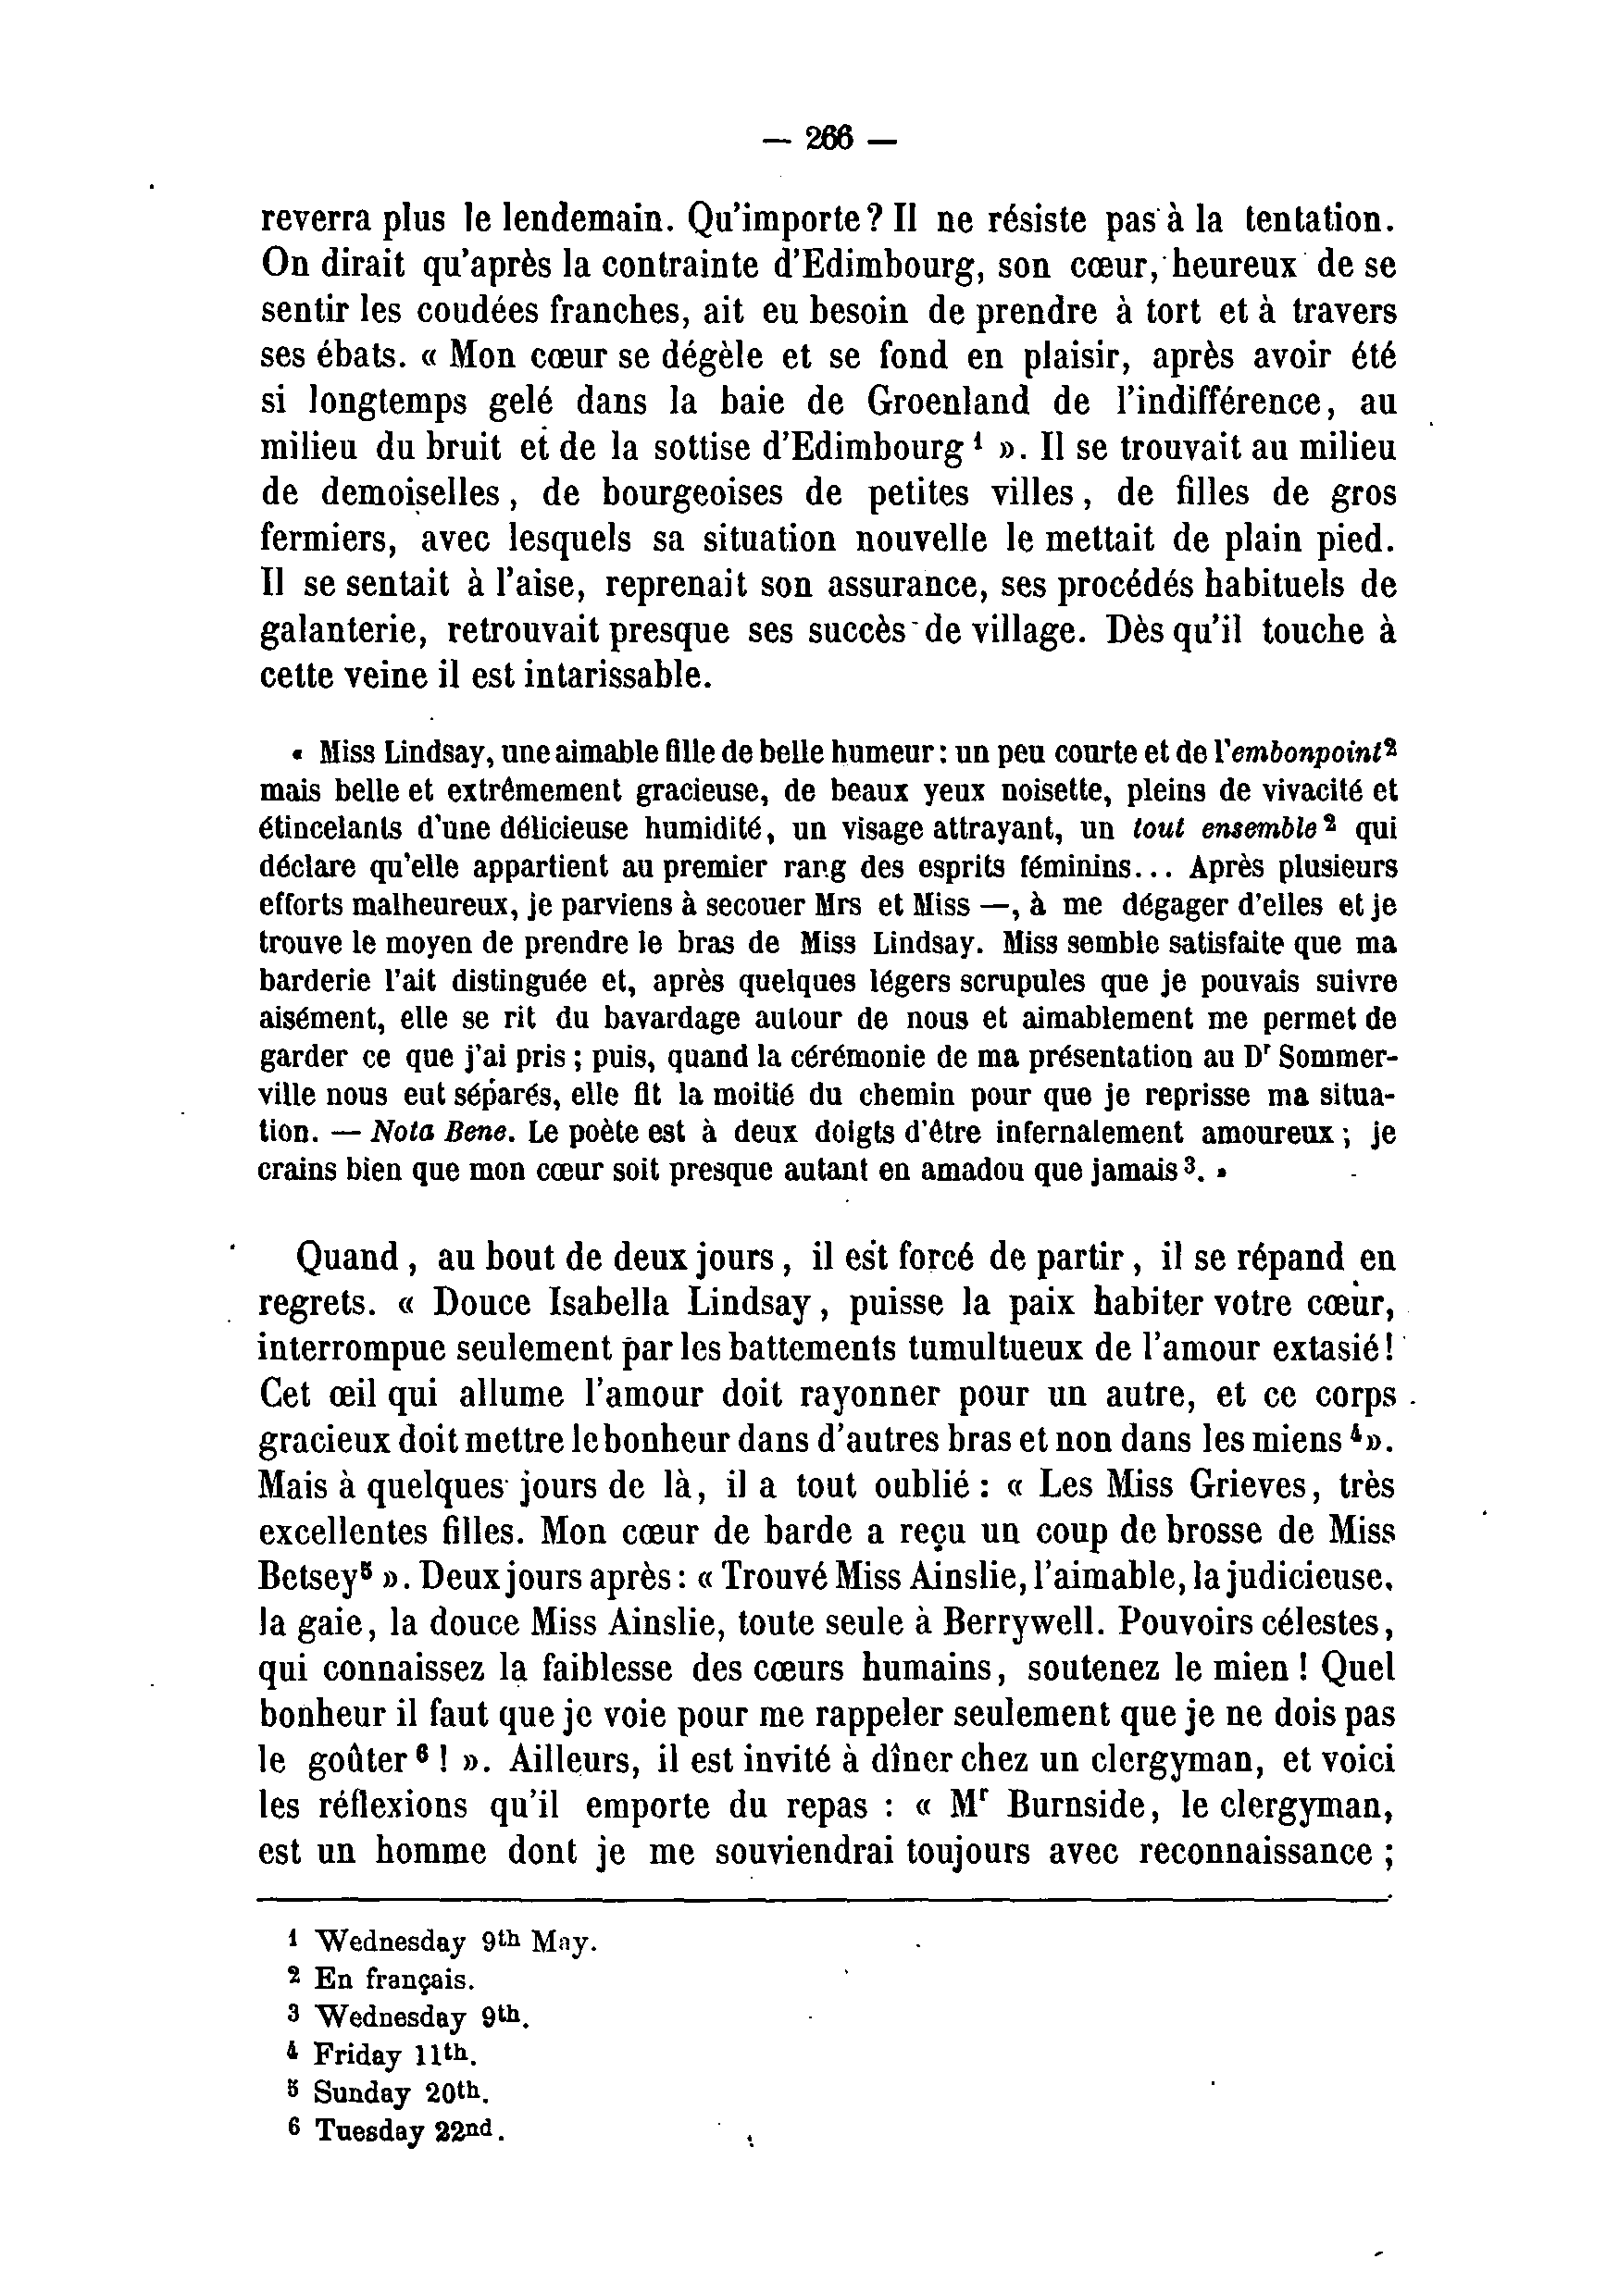 — 266 —
reverra plus le lendemain. Qu'importe? Il ne résiste pas à la tentation.
On dirait qu'après la contrainte d'Edimbourg, son cœur, heureux de se
sentir les coudées franches, ait eu besoin de prendre à tort et à travers
ses ébats. « Mon cœur se dégèle et se fond en plaisir, après avoir été
si longtemps gelé dans la baie de Groenland de l'indifférence, au
milieu du bruit et de la sottise d'Edimbourg ¹ ». Il se trouvait au milieu
de demoiselles, de bourgeoises de petites villes, de filles de gros
fermiers, avec lesquels sa situation nouvelle le mettait de plain pied.
Il se sentait à l'aise, reprenait son assurance, ses procédés habituels de
galanterie, retrouvait presque ses succès de village. Dès qu'il touche à
cette veine il est intarissable.
« Miss Lindsay, une aimable fille de belle humeur : un peu courte et de l'embonpoint²
mais belle et extrêmement gracieuse, de beaux yeux noisette, pleins de vivacité et
étincelants d'une délicieuse humidité, un visage attrayant, un tout ensemble² qui
déclare qu'elle appartient au premier rang des esprits féminins... Après plusieurs
efforts malheureux, je parviens à secouer Mrs et Miss —, à me dégager d'elles et je
trouve le moyen de prendre le bras de Miss Lindsay. Miss semble satisfaite que ma
barderie l'ait distinguée et, après quelques légers scrupules que je pouvais suivre
aisément, elle se rit du bavardage autour de nous et aimablement me permet de
garder ce que j'ai pris ; puis, quand la cérémonie de ma présentation au Dʳ Sommer-
ville nous eut séparés, elle fit la moitié du chemin pour que je reprisse ma situa-
tion. — Nota Bene. Le poète est à deux doigts d'être infernalement amoureux ; je
crains bien que mon cœur soit presque autant en amadou que jamais ³. »
Quand, au bout de deux jours, il est forcé de partir, il se répand en
regrets. « Douce Isabella Lindsay, puisse la paix habiter votre cœur,
interrompue seulement par les battements tumultueux de l'amour extasié!
Cet œil qui allume l'amour doit rayonner pour un autre, et ce corps
gracieux doit mettre le bonheur dans d'autres bras et non dans les miens ⁴».
Mais à quelques jours de là, il a tout oublié : « Les Miss Grieves, très
excellentes filles. Mon cœur de barde a reçu un coup de brosse de Miss
Betsey⁵ ». Deux jours après : « Trouvé Miss Ainslie, l'aimable, la judicieuse,
la gaie, la douce Miss Ainslie, toute seule à Berrywell. Pouvoirs célestes,
qui connaissez la faiblesse des cœurs humains, soutenez le mien ! Quel
bonheur il faut que je voie pour me rappeler seulement que je ne dois pas
le goûter ⁶ ! ». Ailleurs, il est invité à dîner chez un clergyman, et voici
les réflexions qu'il emporte du repas : « Mʳ Burnside, le clergyman,
est un homme dont je me souviendrai toujours avec reconnaissance ;
¹ Wednesday 9th May.
² En français.
³ Wednesday 9th.
⁴ Friday 11th.
⁵ Sunday 20th.
⁶ Tuesday 22nd.